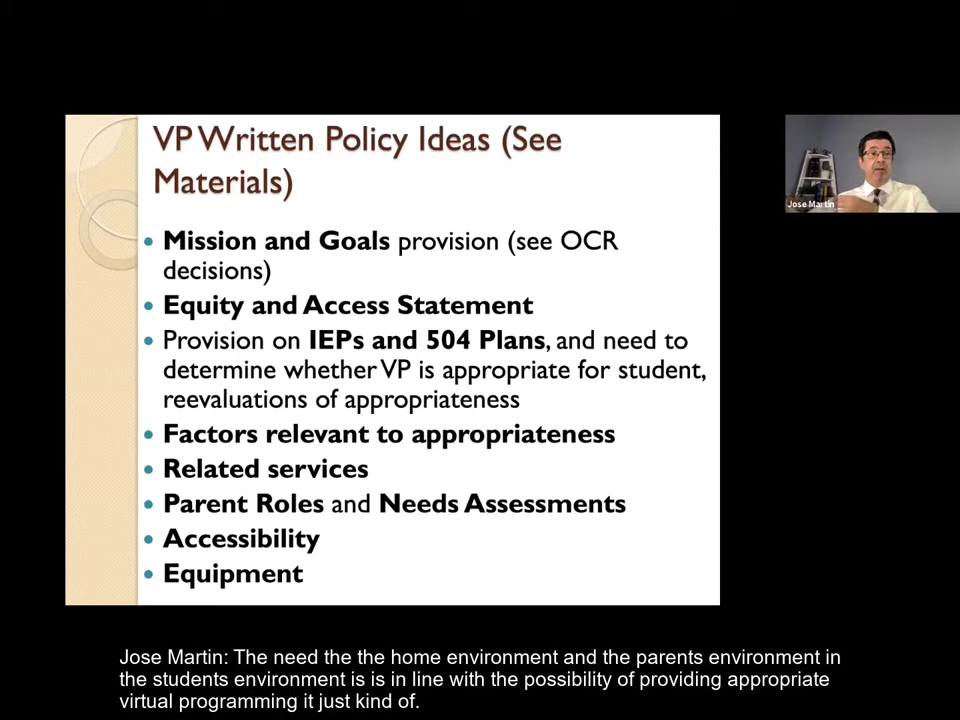 VP Written Policy Ideas (See
Materials)
• Mission and Goals provision (see OCR
decisions)
• Equity and Access Statement
• Provision on IEPs and 504 Plans, and need to
determine whether VP is appropriate for student,
reevaluations of appropriateness
• Factors relevant to appropriateness
• Related services
• Parent Roles and Needs Assessments
• Accessibility
• Equipment
Jose Martin
Jose Martin: The need the the home environment and the parents environment in
the students environment is is in line with the possibility of providing appropriate
virtual programming it just kind of.